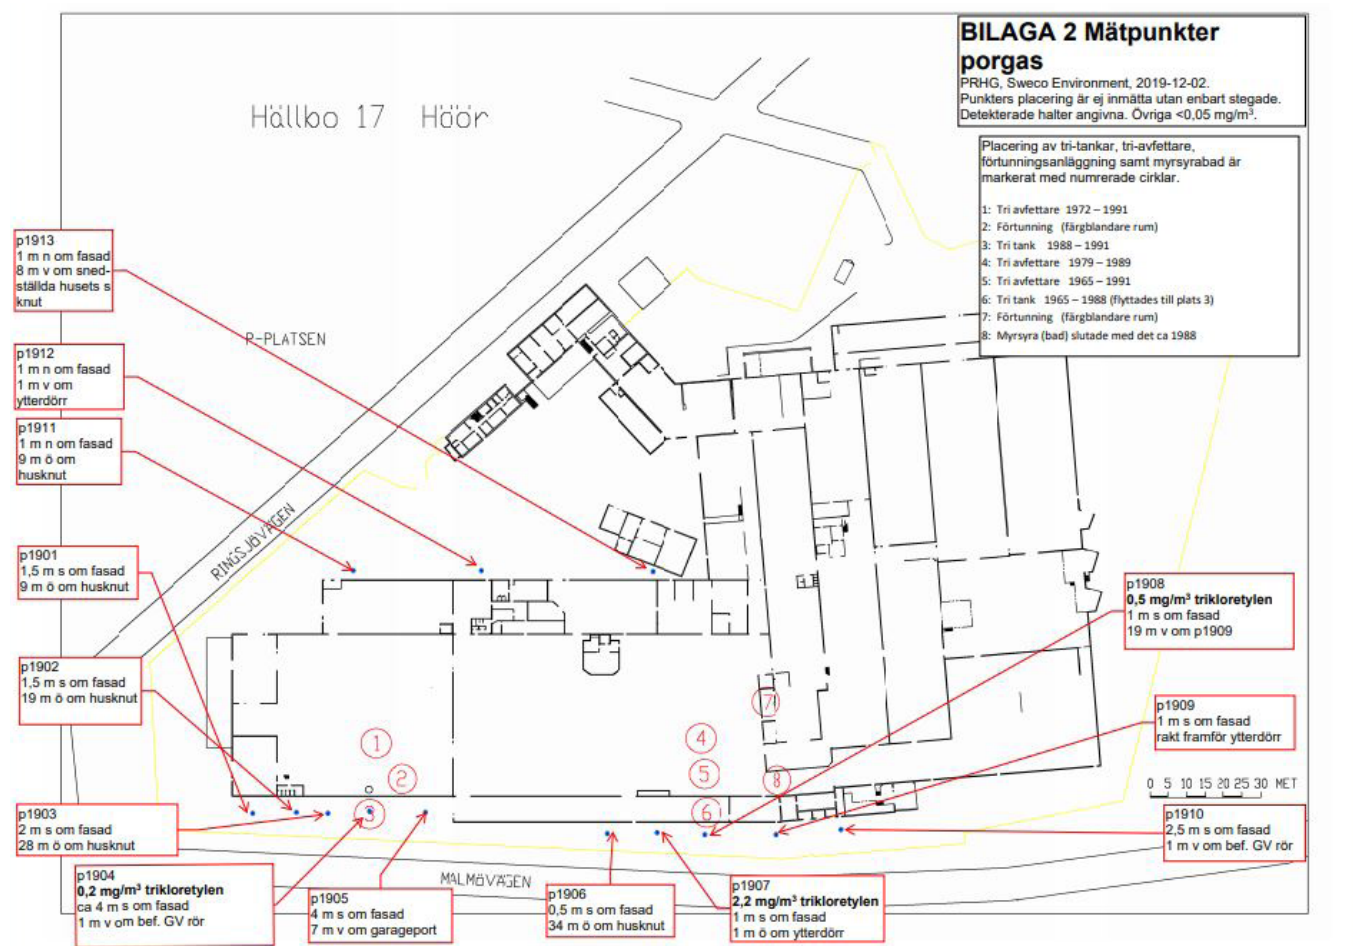 BILAGA 2 Mätpunkter
porgas
PRHG, Sweco Environment, 2019-12-02.
Punkters placering är ej inmätta utan enbart stegade.
Detekterade halter angivna. Övriga <0,05 mg/m³.
Hällbo 17 Höör
Placering av tri-tankar, tri-avfettare,
förtunningsanläggning samt myrsyrabad är
markerat med numrerade cirklar.
1: Tri avfettare 1972 – 1991
2: Förtunning (färgblandare rum)
3: Tri tank 1988 – 1991
4: Tri avfettare 1979 – 1989
5: Tri avfettare 1965 – 1991
6: Tri tank 1965 – 1988 (flyttades till plats 3)
7: Förtunning (färgblandare rum)
8: Myrsyra (bad) slutade med det ca 1988
p1913
1 m n om fasad
8 m v om sned-
ställda husets s
knut
P-PLATSEN
p1912
1 m n om fasad
1 m v om
ytterdörr
p1911
1 m n om fasad
9 m ö om
husknut
RINGSJÖVÄGEN
p1901
1,5 m s om fasad
9 m ö om husknut
p1908
0,5 mg/m³ trikloretylen
1 m s om fasad
19 m v om p1909
p1902
1,5 m s om fasad
19 m ö om husknut
p1909
1 m s om fasad
rakt framför ytterdörr
7
1
4
2
5
8
3
6
0 5 10 15 20 25 30 MET
p1903
2 m s om fasad
28 m ö om husknut
p1910
2,5 m s om fasad
1 m v om bef. GV rör
p1904
0,2 mg/m³ trikloretylen
ca 4 m s om fasad
1 m v om bef. GV rör
MALMÖVÄGEN
p1905
4 m s om fasad
7 m v om garageport
p1906
0,5 m s om fasad
34 m ö om husknut
p1907
2,2 mg/m³ trikloretylen
1 m s om fasad
1 m ö om ytterdörr